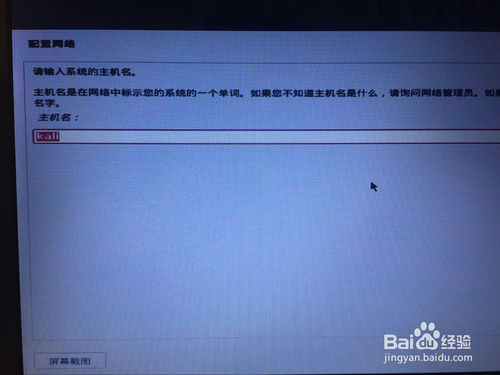 配置网络
请输入系统的主机名。
主机名是在网络中标示您的系统的一个单词。如果您不知道主机名是什么，请询问网络管理员。如果
名字。
主机名：
kali
屏幕截图
Bai du 经验
jingyan.baidu.com